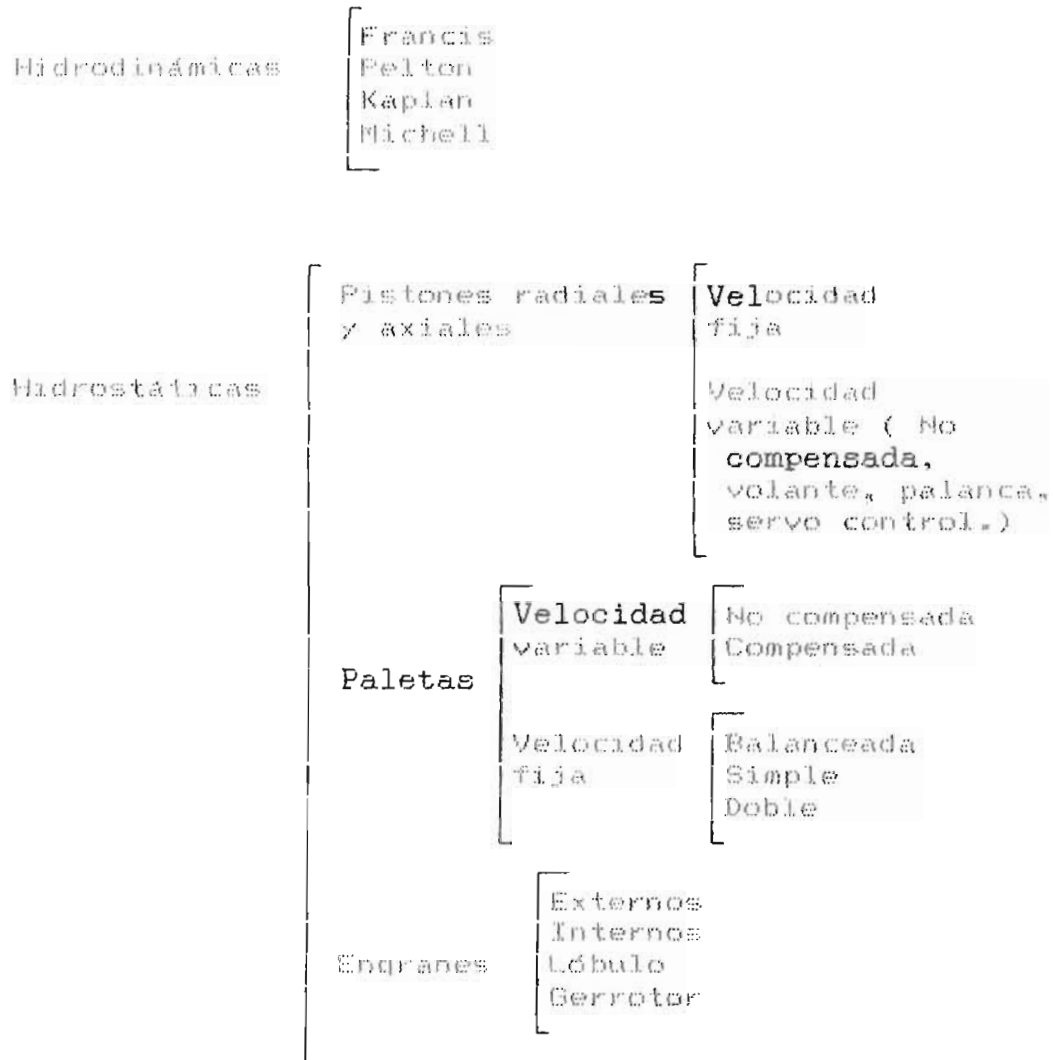 Hidrodinámicas
Francis
Pelton
Kaplan
Michell
Hidrostáticas
Pistones radiales
y axiales
Velocidad
fija
Velocidad
variable ( No
compensada,
volante, palanca,
servo control.)
Paletas
Velocidad
variable
No compensada
Compensada
Velocidad
fija
Balanceada
Simple
Doble
Engranes
Externos
Internos
Lóbulo
Gerrotor